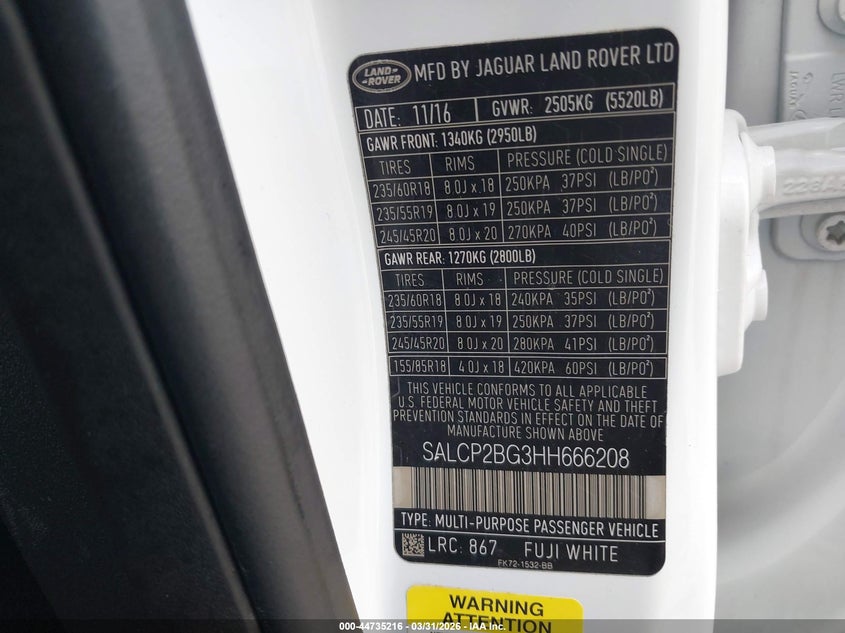 LAND ROVER MFD BY JAGUAR LAND ROVER LTD
DATE: 11/16 GVWR: 2505KG (5520LB)
GAWR FRONT: 1340KG (2950LB)
TIRES RIMS PRESSURE (COLD SINGLE)
235/60R18 8.0J x 18 250KPA 37PSI (LB/PO²)
235/55R19 8.0J x 19 250KPA 37PSI (LB/PO²)
245/45R20 8.0J x 20 270KPA 40PSI (LB/PO²)
GAWR REAR: 1270KG (2800LB)
TIRES RIMS PRESSURE (COLD SINGLE)
235/60R18 8.0J x 18 240KPA 35PSI (LB/PO²)
235/55R19 8.0J x 19 250KPA 37PSI (LB/PO²)
245/45R20 8.0J x 20 280KPA 41PSI (LB/PO²)
155/85R18 4.0J x 18 420KPA 60PSI (LB/PO²)
THIS VEHICLE CONFORMS TO ALL APPLICABLE
U.S. FEDERAL MOTOR VEHICLE SAFETY AND THEFT
PREVENTION STANDARDS IN EFFECT ON THE DATE
OF MANUFACTURE SHOWN ABOVE
SALCP2BG3HH666208
TYPE: MULTI-PURPOSE PASSENGER VEHICLE
LRC: 867 FUJI WHITE
FK72-1532-BB
WARNING
ATTENTION
000-44735216 - 03/31/2026 - IAA Inc.